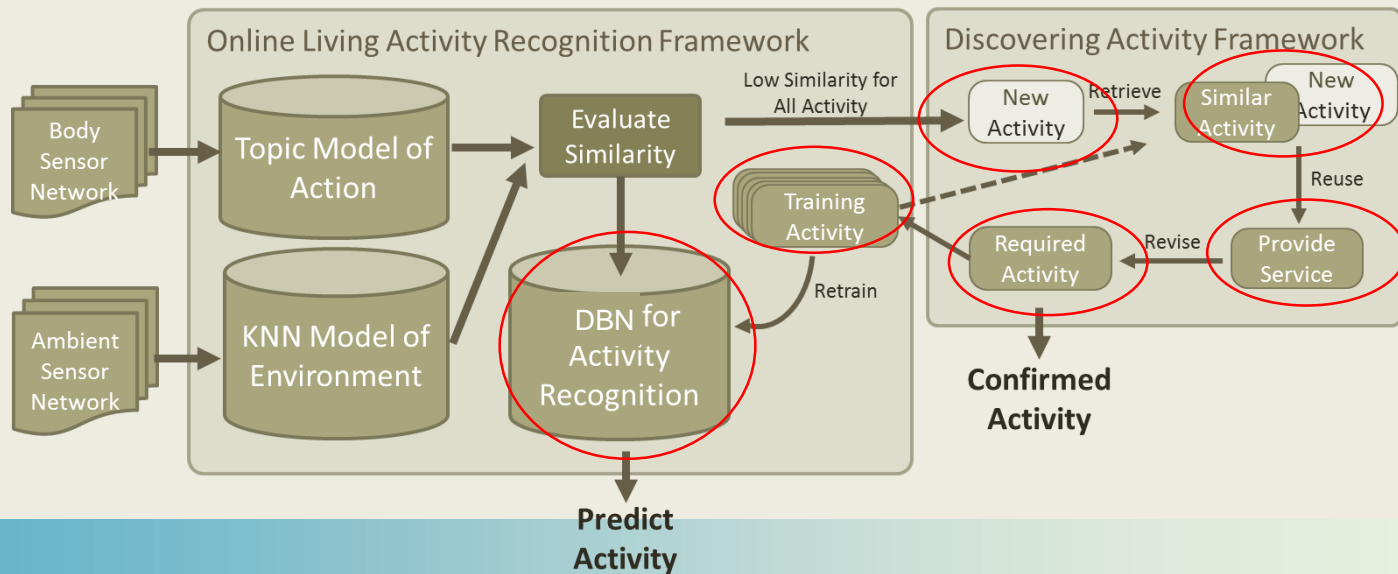 Online Living Activity Recognition Framework
Body
Sensor
Network
Topic Model of
Action
Evaluate
Similarity
Low Similarity for
All Activity
Training
Activity
Retrain
Ambient
Sensor
Network
KNN Model of
Environment
DBN for
Activity
Recognition
Predict
Activity
Discovering Activity Framework
New
Activity
Retrieve
Similar
Activity
New
Activity
Reuse
Provide
Service
Revise
Required
Activity
Confirmed
Activity